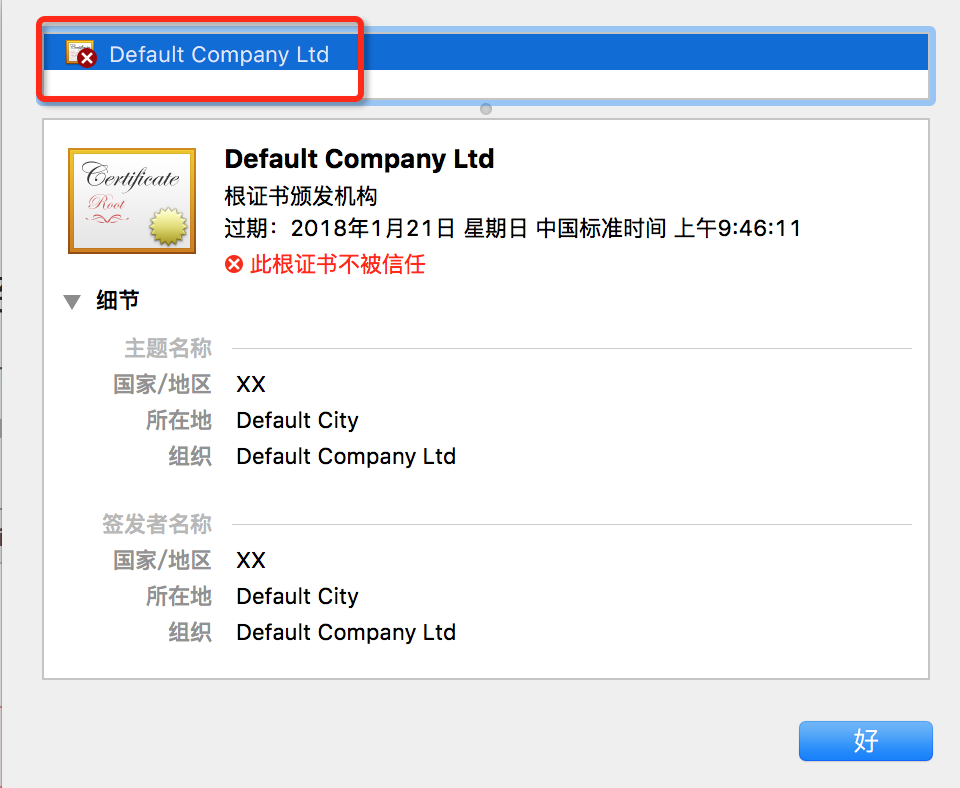 Default Company Ltd
Certificate
Root
Default Company Ltd
根证书颁发机构
过期：2018年1月21日 星期日 中国标准时间 上午9:46:11
此根证书不被信任
细节
主题名称
国家/地区 XX
所在地 Default City
组织 Default Company Ltd
签发者名称
国家/地区 XX
所在地 Default City
组织 Default Company Ltd
好